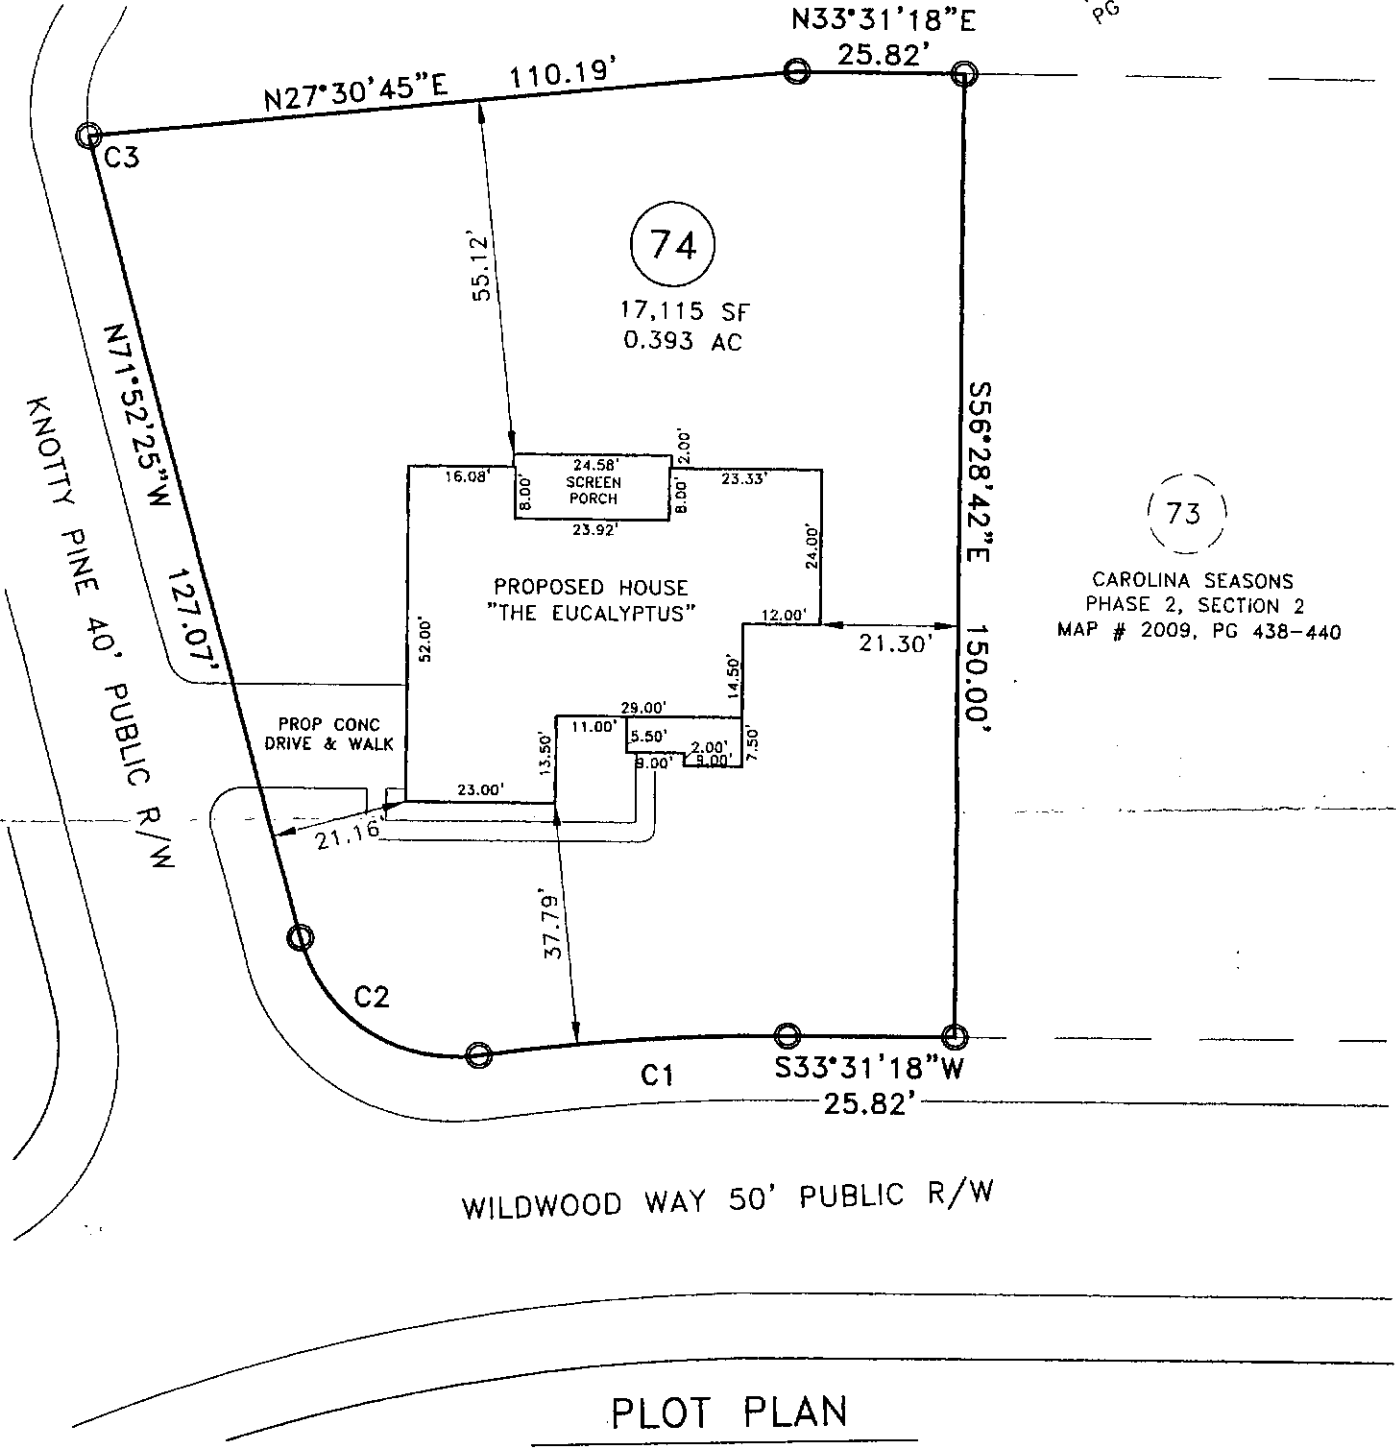 PG
N33°31'18"E
25.82'
N27°30'45"E 110.19'
C3
74
17,115 SF
0.393 AC
55.12'
N71°52'25"W 127.07'
KNOTTY PINE 40' PUBLIC R/W
S56°28'42"E 150.00'
73
CAROLINA SEASONS
PHASE 2, SECTION 2
MAP # 2009, PG 438-440
16.08'
24.58'
SCREEN
PORCH
2.00'
23.33'
8.00'
8.00'
23.92'
24.00'
PROPOSED HOUSE
"THE EUCALYPTUS"
12.00'
21.30'
52.00'
14.50'
29.00'
11.00'
5.50'
2.00'
9.00'
9.00'
7.50'
13.50'
PROP CONC
DRIVE & WALK
23.00'
21.16'
37.79'
C2
C1
S33°31'18"W
25.82'
WILDWOOD WAY 50' PUBLIC R/W
PLOT PLAN